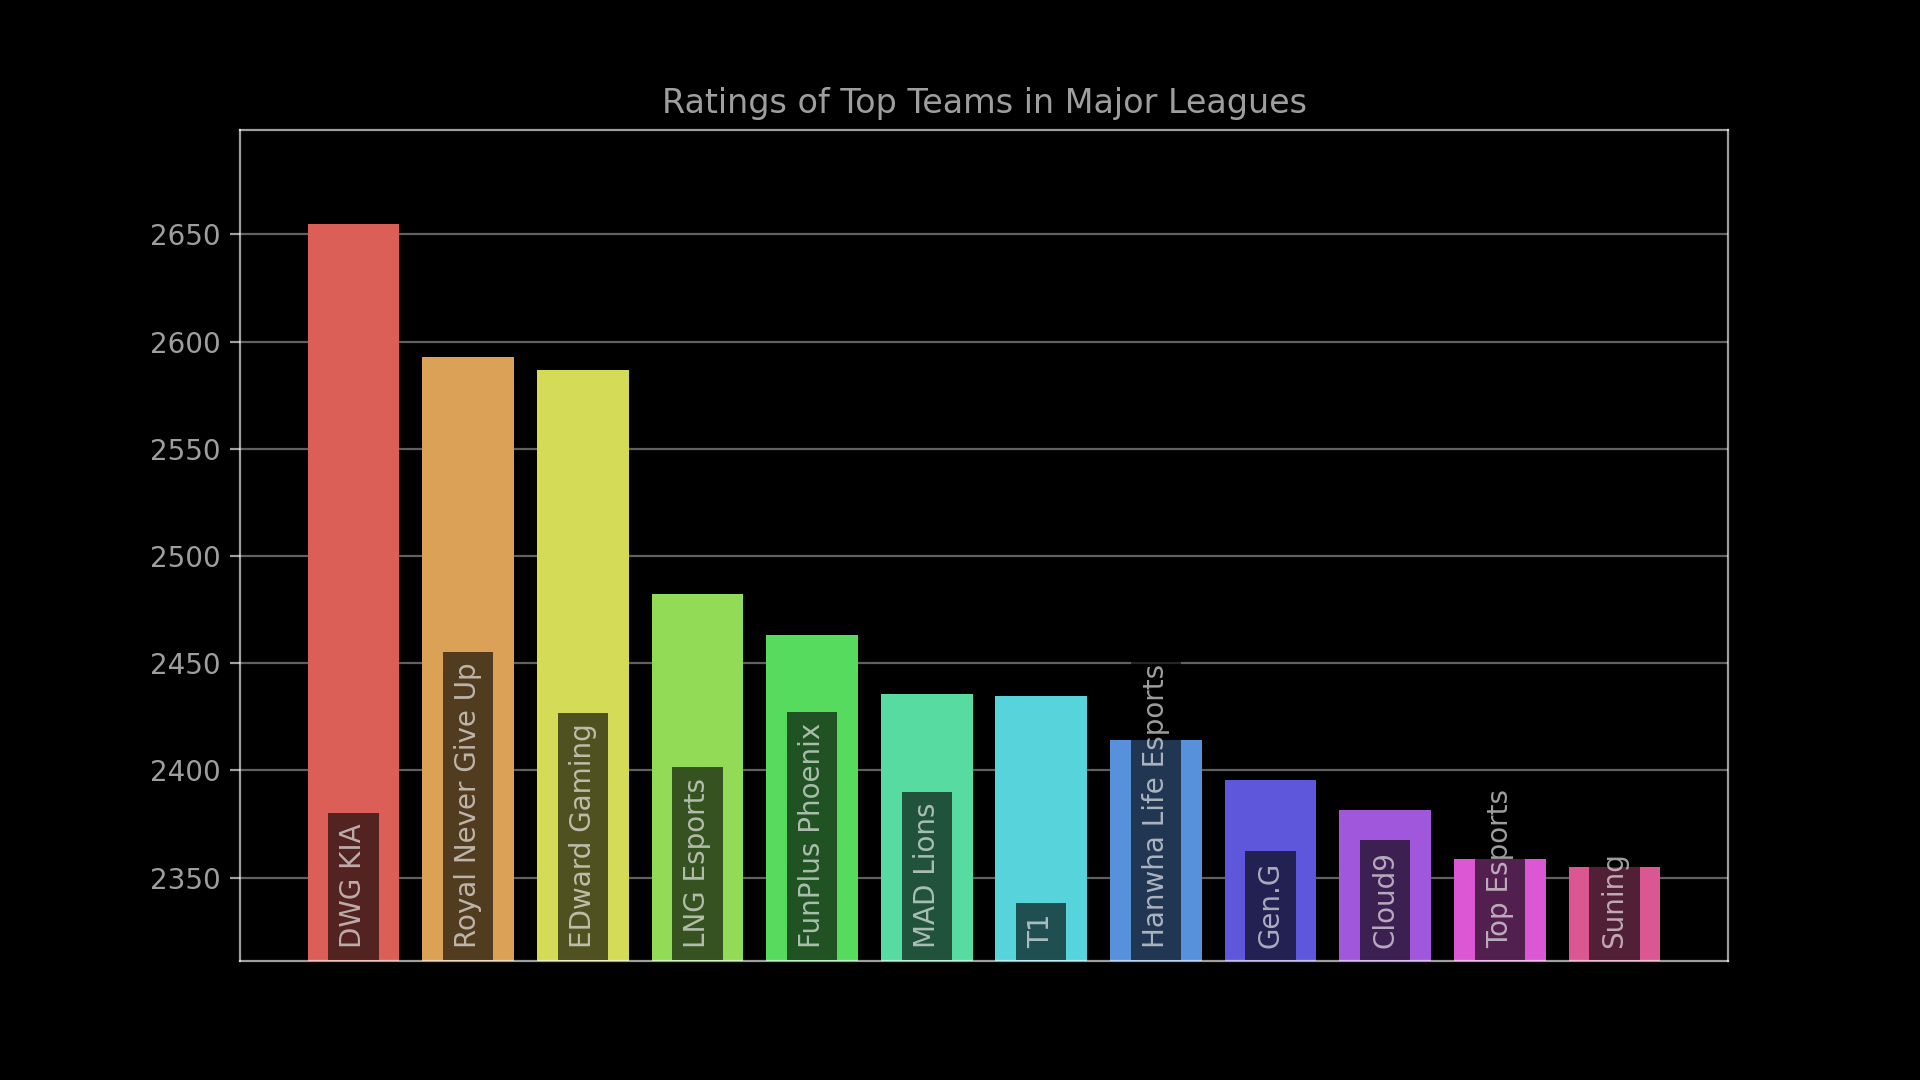 Ratings of Top Teams in Major Leagues
2650
2600
2550
2500
2450
2400
2350
DWG KIA
Royal Never Give Up
EDward Gaming
LNG Esports
FunPlus Phoenix
MAD Lions
T1
Hanwha Life Esports
Gen.G
Cloud9
Top Esports
Suning